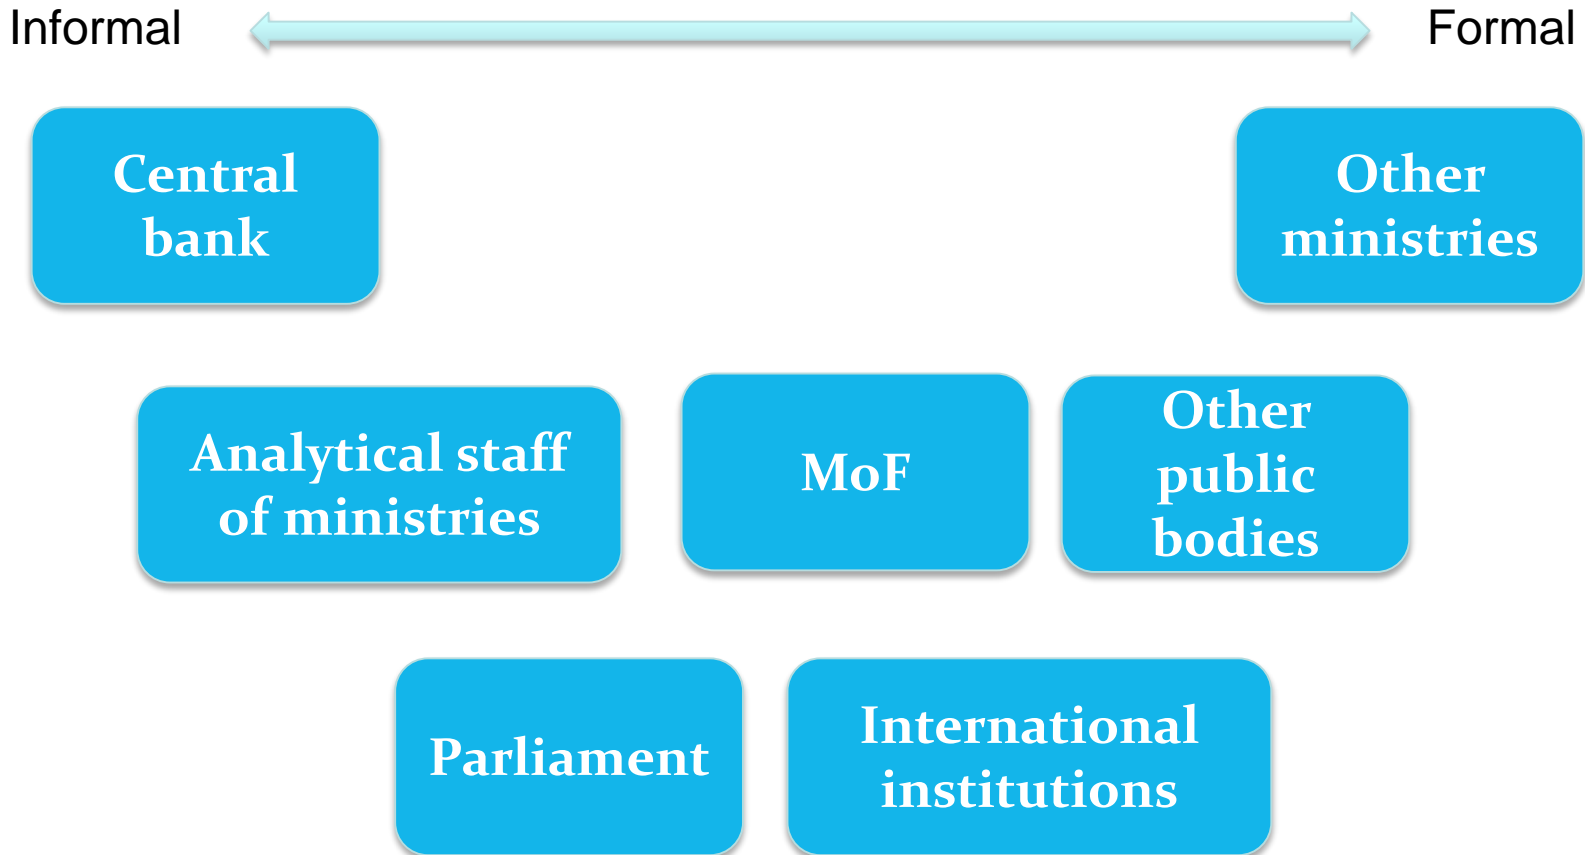 Informal
Formal
Central
bank
Other
ministries
Analytical staff
of ministries
MoF
Other
public
bodies
Parliament
International
institutions